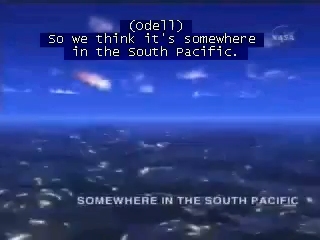 (Odell)
So we think it's somewhere
in the South Pacific.
NASA
SOMEWHERE IN THE SOUTH PACIFIC